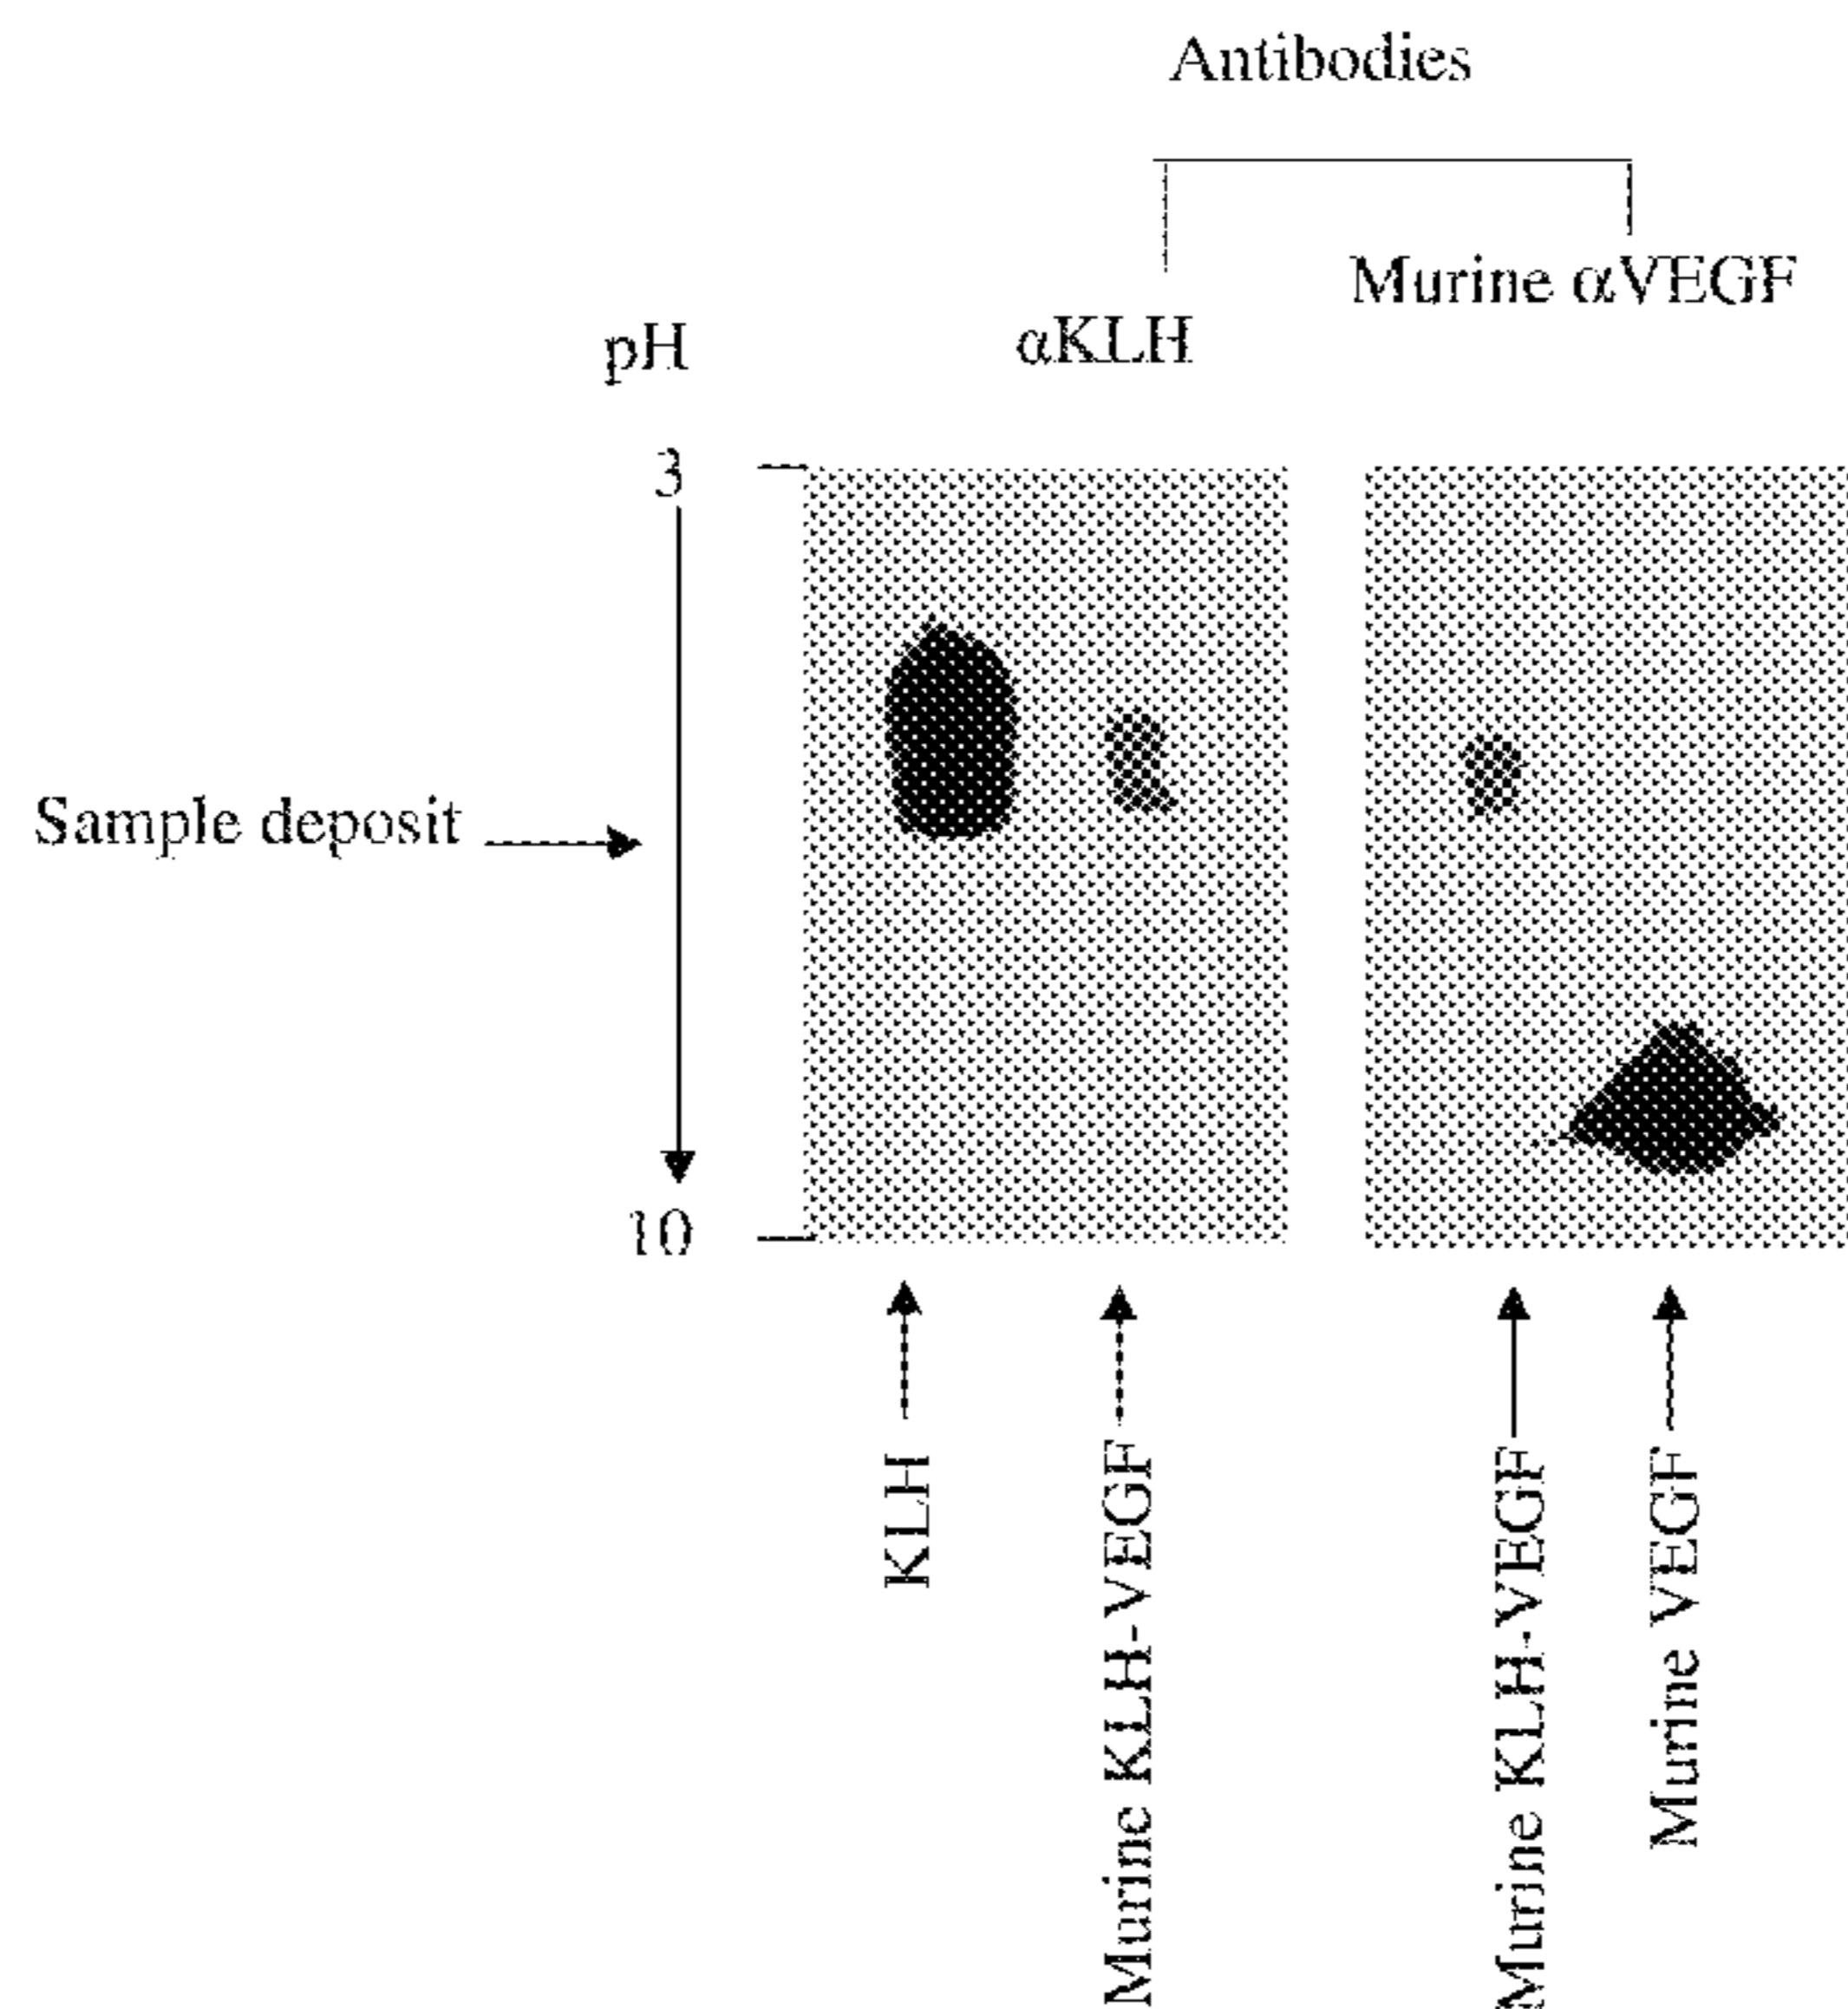 Antibodies
Murine αVEGF
αKLH
pH
3
Sample deposit
10
KLH
Murine KLH-VEGF
Murine KLH-VEGF
Murine VEGF